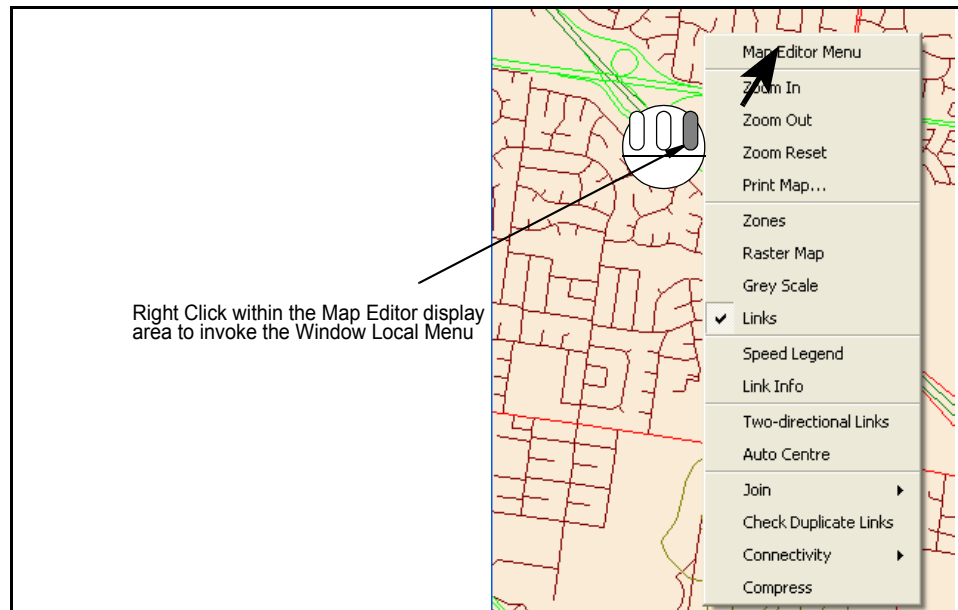 Map Editor Menu
Zoom In
Zoom Out
Zoom Reset
Print Map...
Zones
Raster Map
Grey Scale
Links
Speed Legend
Link Info
Two-directional Links
Auto Centre
Join
Check Duplicate Links
Connectivity
Compress
Right Click within the Map Editor display
area to invoke the Window Local Menu